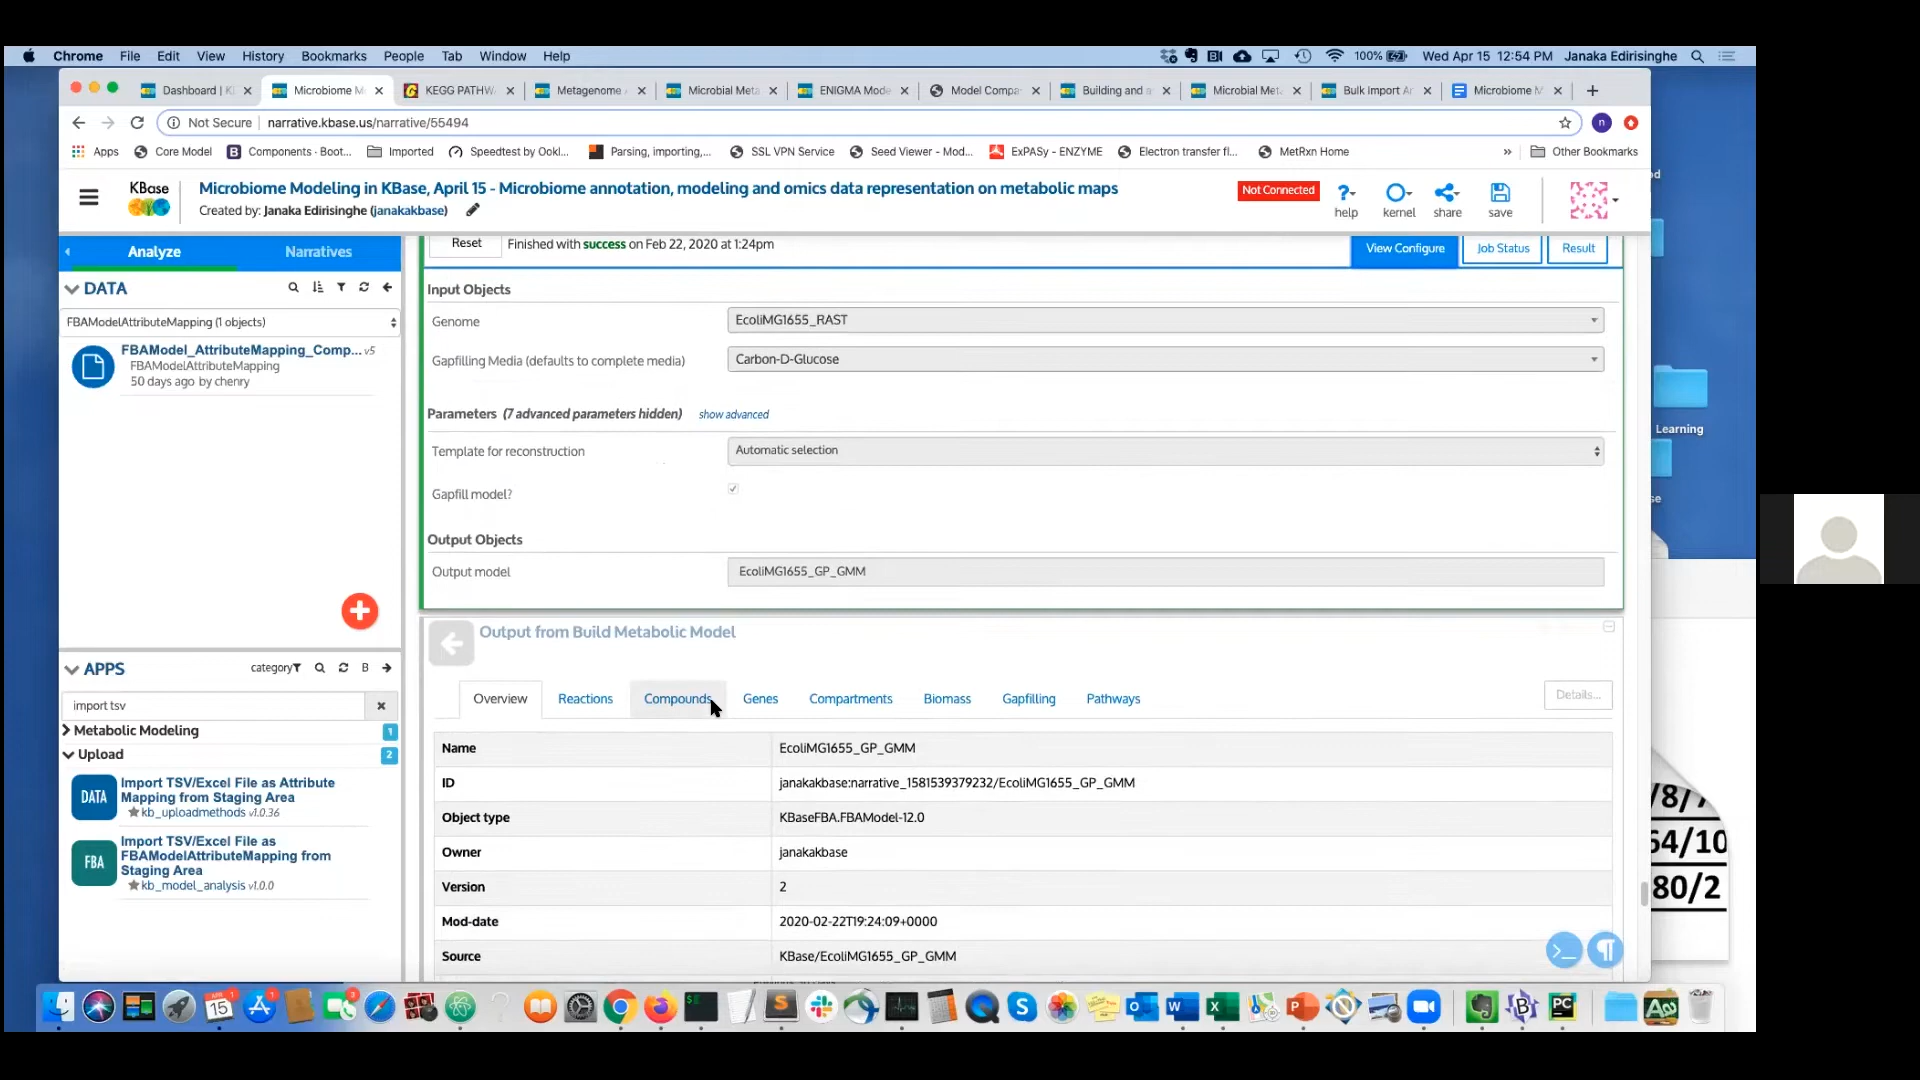 Chrome File Edit View History Bookmarks People Tab Window Help
100% Wed Apr 15 12:54 PM Janaka Edirisinghe
Dashboard | K
Microbiome M
KEGG PATHW
Metagenome
Microbial Meta
ENIGMA Mode
Model Compa
Building and
Microbial Met
Bulk Import Ar
Microbiome M
Not Secure | narrative.kbase.us/narrative/55494
n
Apps Core Model Components · Boot... Imported Speedtest by Ookl... Parsing, importing,... SSL VPN Service Seed Viewer - Mod... ExPASy - ENZYME Electron transfer fl... MetRxn Home » Other Bookmarks
KBase
Microbiome Modeling in KBase, April 15 - Microbiome annotation, modeling and omics data representation on metabolic maps
Created by: Janaka Edirisinghe (janakakbase)
Not Connected
help kernel share save
Analyze Narratives
DATA
FBAModelAttributeMapping (1 objects)
FBAModel_AttributeMapping_Comp... v5
FBAModelAttributeMapping
50 days ago by chenry
APPS category B
import tsv
Metabolic Modeling 1
Upload 2
DATA
Import TSV/Excel File as Attribute
Mapping from Staging Area
kb_uploadmethods v1.0.36
FBA
Import TSV/Excel File as
FBAModelAttributeMapping from
Staging Area
kb_model_analysis v1.0.0
Reset Finished with success on Feb 22, 2020 at 1:24pm View Configure Job Status Result
Input Objects
Genome EcoliMG1655_RAST
Gapfilling Media (defaults to complete media) Carbon-D-Glucose
Parameters (7 advanced parameters hidden) show advanced
Template for reconstruction Automatic selection
Gapfill model?
Output Objects
Output model EcoliMG1655_GP_GMM
Output from Build Metabolic Model
Overview Reactions Compounds Genes Compartments Biomass Gapfilling Pathways Details...
Name EcoliMG1655_GP_GMM
ID janakakbase:narrative_1581539379232/EcoliMG1655_GP_GMM
Object type KBaseFBA.FBAModel-12.0
Owner janakakbase
Version 2
Mod-date 2020-02-22T19:24:09+0000
Source KBase/EcoliMG1655_GP_GMM
Learning
64/10
80/2
15